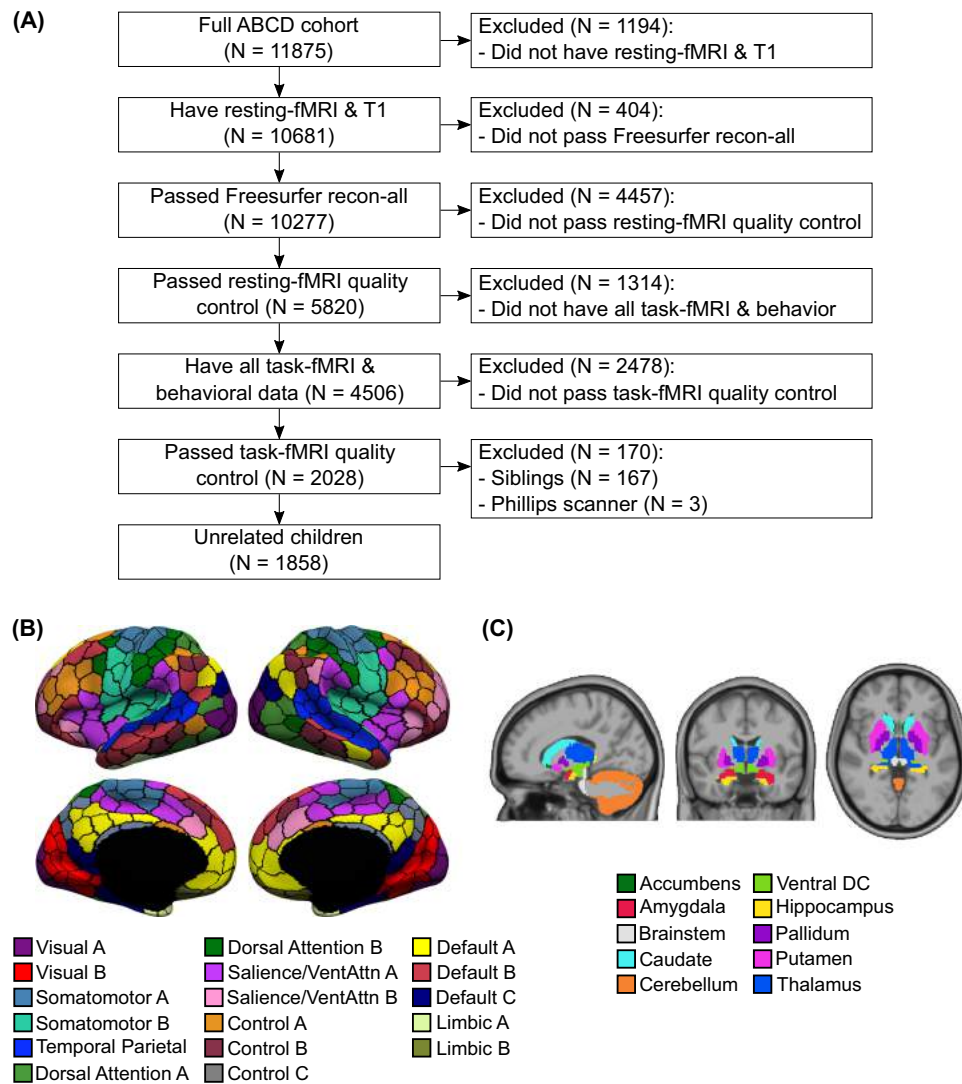 (A)
Full ABCD cohort
(N = 11875)
Excluded (N = 1194):
- Did not have resting-fMRI & T1
Have resting-fMRI & T1
(N = 10681)
Excluded (N = 404):
- Did not pass Freesurfer recon-all
Passed Freesurfer recon-all
(N = 10277)
Excluded (N = 4457):
- Did not pass resting-fMRI quality control
Passed resting-fMRI quality
control (N = 5820)
Excluded (N = 1314):
- Did not have all task-fMRI & behavior
Have all task-fMRI &
behavioral data (N = 4506)
Excluded (N = 2478):
- Did not pass task-fMRI quality control
Passed task-fMRI quality
control (N = 2028)
Excluded (N = 170):
- Siblings (N = 167)
- Phillips scanner (N = 3)
Unrelated children
(N = 1858)
(B)
Visual A
Visual B
Somatomotor A
Somatomotor B
Temporal Parietal
Dorsal Attention A
Dorsal Attention B
Salience/VentAttn A
Salience/VentAttn B
Control A
Control B
Control C
Default A
Default B
Default C
Limbic A
Limbic B
(C)
Accumbens
Amygdala
Brainstem
Caudate
Cerebellum
Ventral DC
Hippocampus
Pallidum
Putamen
Thalamus